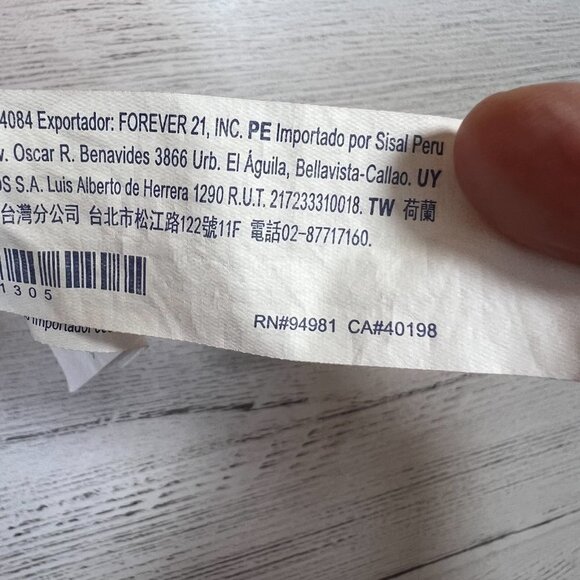 4084 Exportador: FOREVER 21, INC. PE Importado por Sisal Peru
v. Oscar R. Benavides 3866 Urb. El Águila, Bellavista-Callao. UY
OS S.A. Luis Alberto de Herrera 1290 R.U.T. 217233310018. TW 荷蘭
台灣分公司 台北市松江路122號11F 電話02-87717160.
1305
RN#94981 CA#40198
importador